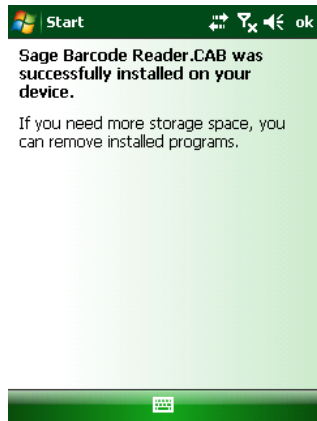 Start
ok
Sage Barcode Reader.CAB was
successfully installed on your
device.
If you need more storage space, you
can remove installed programs.